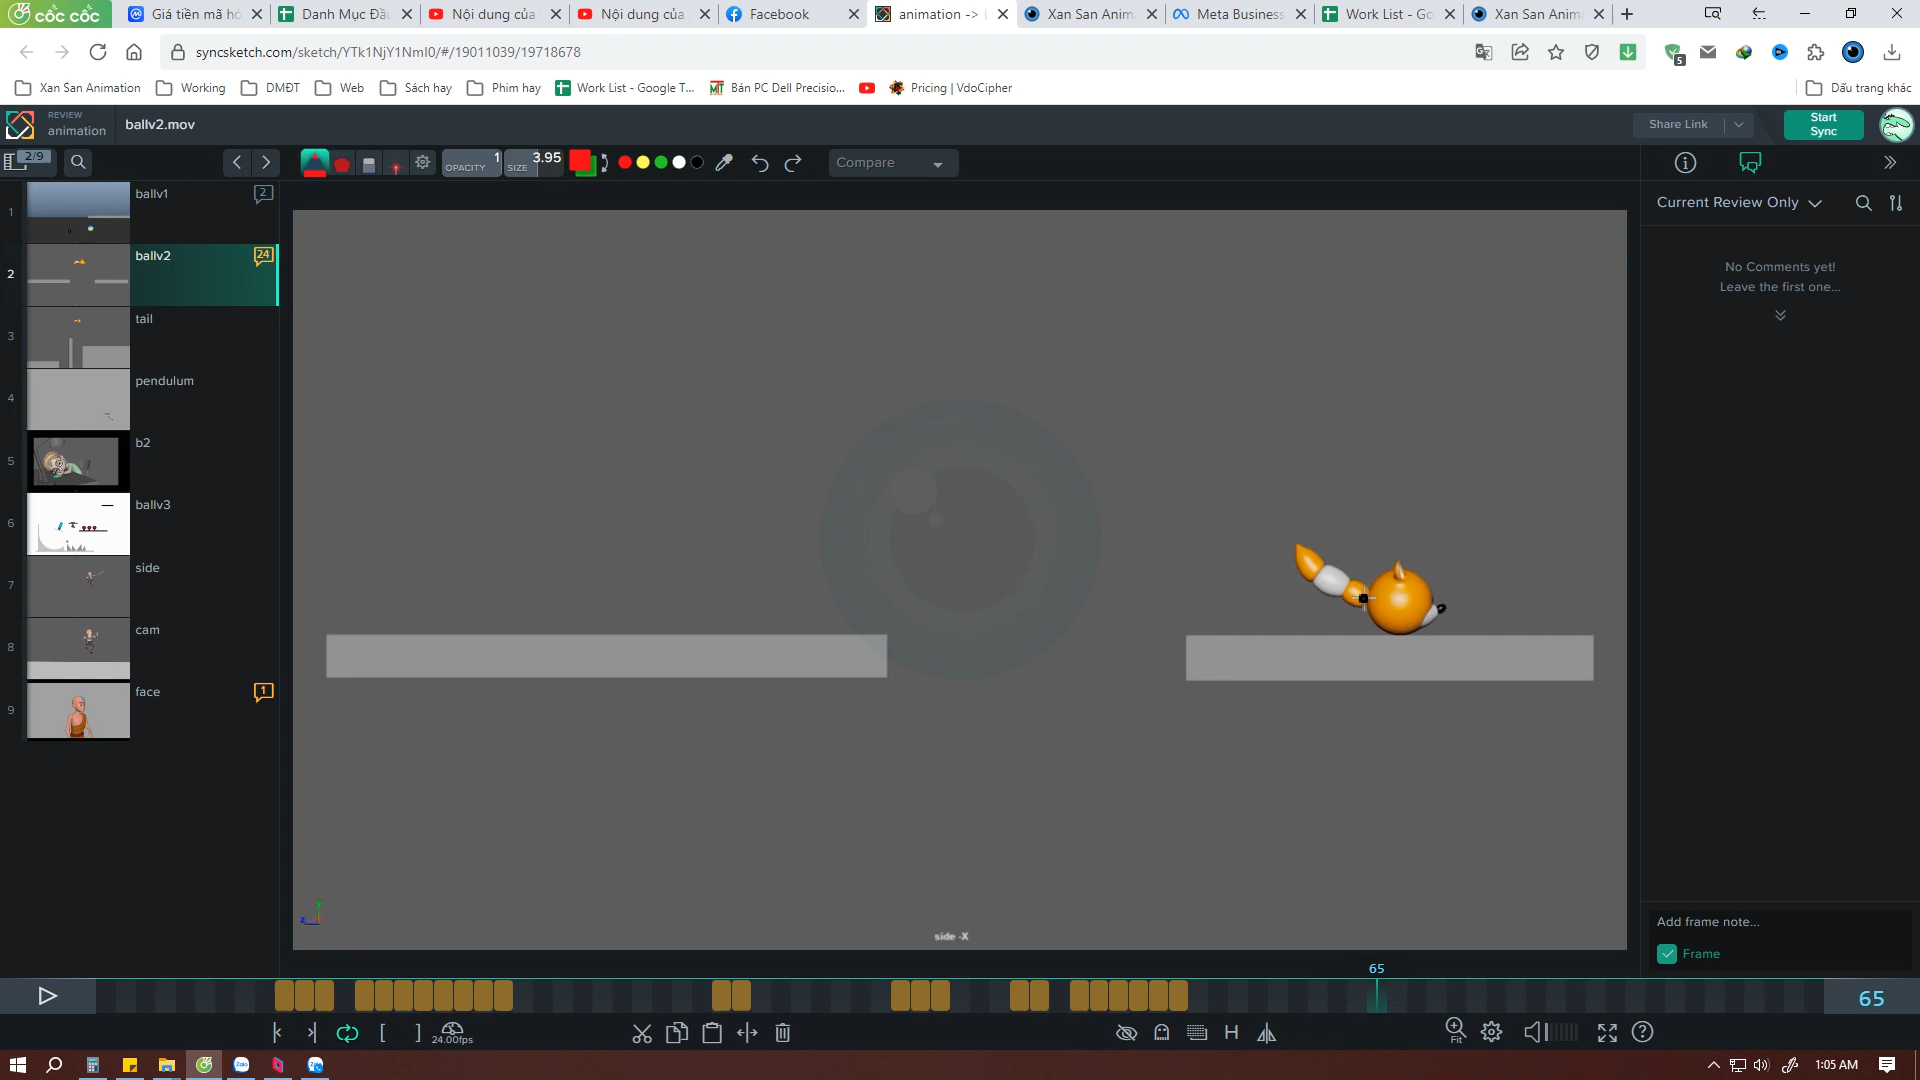 cốc cốc
Giá tiền mã hó
Danh Mục Đầu
Nội dung của
Nội dung của
Facebook
animation -> b
Xan San Anima
Meta Business
Work List - Go
Xan San Anima
syncsketch.com/sketch/YTk1NjY1NmI0/#/19011039/19718678
5
Xan San Animation
Working
DMĐT
Web
Sách hay
Phim hay
Work List - Google T...
Bán PC Dell Precisio...
Pricing | VdoCipher
Dấu trang khác
REVIEW
animation
ballv2.mov
Share Link
Start
Sync
2/9
OPACITY 1
SIZE 3.95
Compare
1 ballv1 2
2 ballv2 24
3 tail
4 pendulum
5 b2
6 ballv3
7 side
8 cam
9 face 1
Current Review Only
No Comments yet!
Leave the first one...
Y
Z
side -X
Add frame note...
Frame
65
65
24.00fps
H
Fit
Zalo
1:05 AM